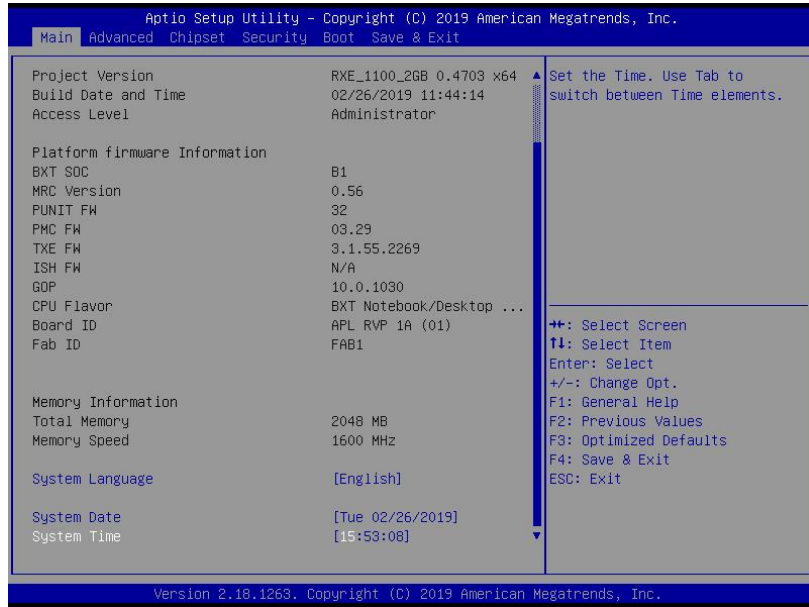 Aptio Setup Utility - Copyright (C) 2019 American Megatrends, Inc.
Main Advanced Chipset Security Boot Save & Exit
Project Version RXE_1100_2GB 0.4703 x64
Build Date and Time 02/26/2019 11:44:14
Access Level Administrator
Platform firmware Information
BXT SOC B1
MRC Version 0.56
PUNIT FW 32
PMC FW 03.29
TXE FW 3.1.55.2269
ISH FW N/A
GOP 10.0.1030
CPU Flavor BXT Notebook/Desktop ...
Board ID APL RVP 1A (01)
Fab ID FAB1
Memory Information
Total Memory 2048 MB
Memory Speed 1600 MHz
System Language [English]
System Date [Tue 02/26/2019]
System Time [15:53:08]
Set the Time. Use Tab to
switch between Time elements.
→←: Select Screen
↑↓: Select Item
Enter: Select
+/-: Change Opt.
F1: General Help
F2: Previous Values
F3: Optimized Defaults
F4: Save & Exit
ESC: Exit
Version 2.18.1263. Copyright (C) 2019 American Megatrends, Inc.